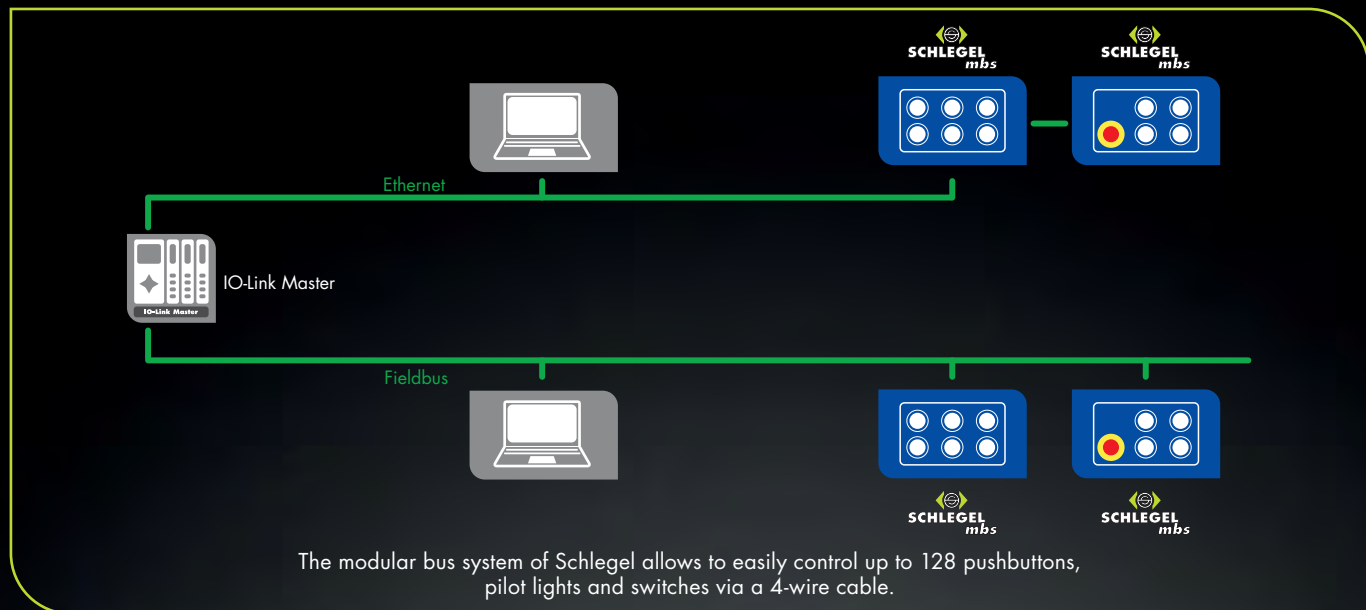 SCHLEGEL
mbs
SCHLEGEL
mbs
Ethernet
IO-Link Master
IO-Link Master
Fieldbus
SCHLEGEL
mbs
SCHLEGEL
mbs
The modular bus system of Schlegel allows to easily control up to 128 pushbuttons,
pilot lights and switches via a 4-wire cable.